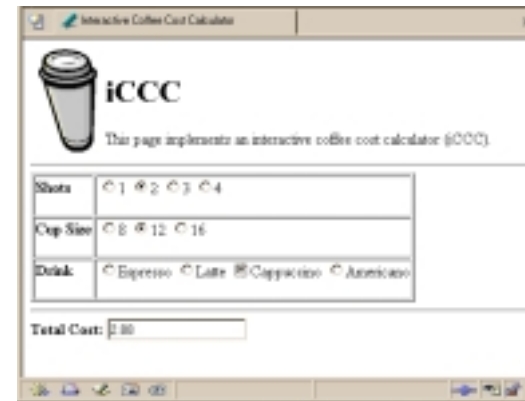 Interactive Coffee Cost Calculator
iCCC
This page implements an interactive coffee cost calculator (iCCC).
Shots 1 2 3 4
Cup Size 8 12 16
Drink Espresso Latte Cappuccino Americano
Total Cost: 2.00